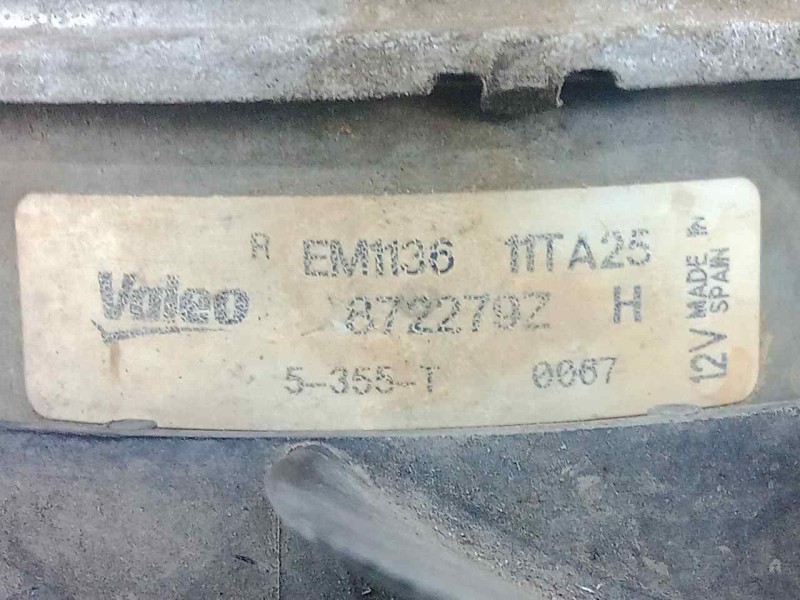 R EM1136 11TA25
Valeo 872279Z H
5-355-T 0067
12V MADE IN SPAIN